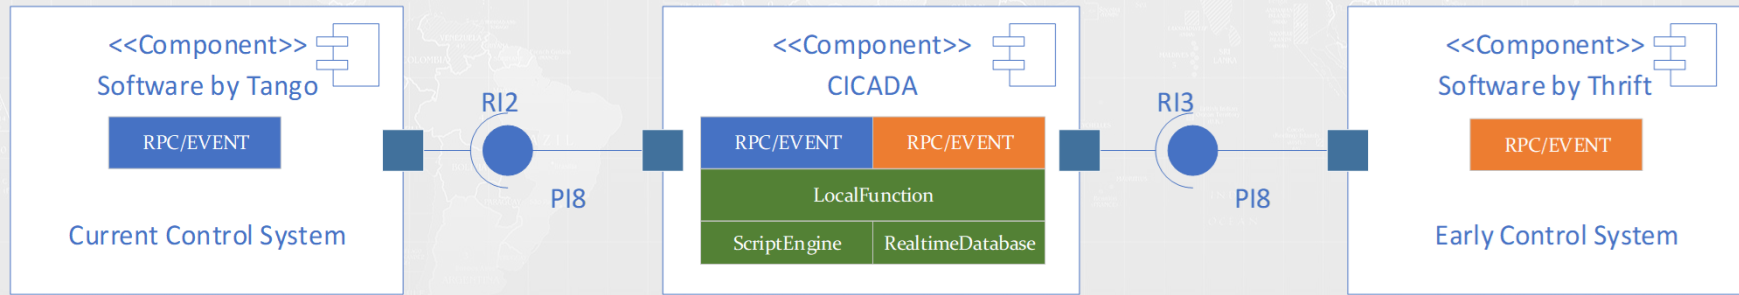 <<Component>>
Software by Tango
RPC/EVENT
Current Control System
RI2
PI8
<<Component>>
CICADA
RPC/EVENT RPC/EVENT
LocalFunction
ScriptEngine RealtimeDatabase
RI3
PI8
<<Component>>
Software by Thrift
RPC/EVENT
Early Control System